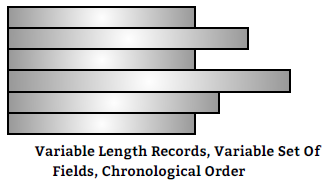 Variable Length Records, Variable Set Of
Fields, Chronological Order